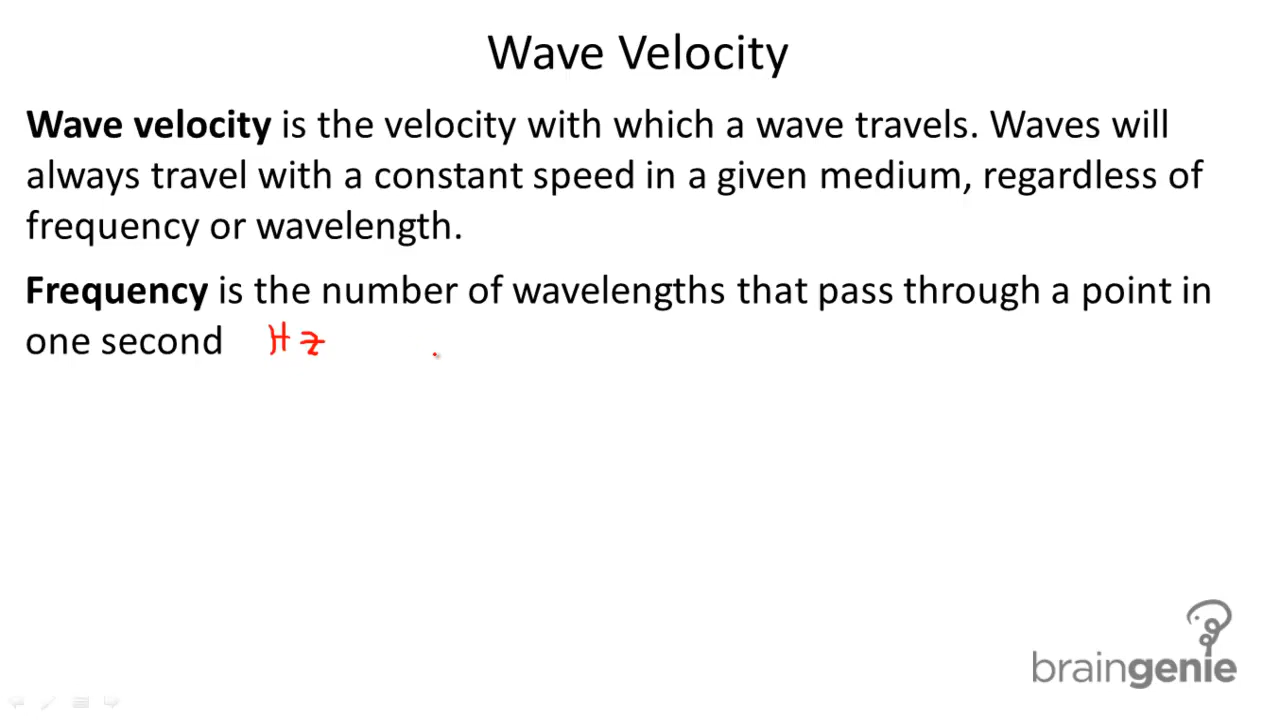 Wave Velocity
Wave velocity is the velocity with which a wave travels. Waves will
always travel with a constant speed in a given medium, regardless of
frequency or wavelength.
Frequency is the number of wavelengths that pass through a point in
one second Hz
braingenie